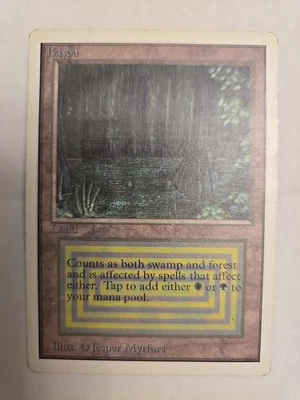 Bayou
Land
Counts as both swamp and forest
and is affected by spells that affect
either. Tap to add either or to
your mana pool.
Illus. © Jesper Myrfors